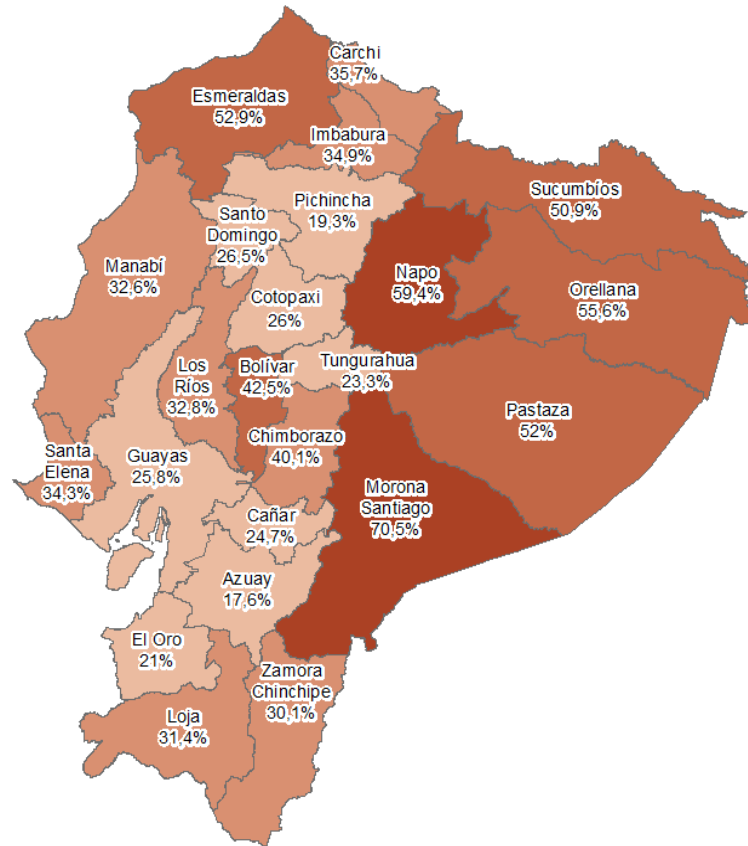 Carchi
35,7%
Esmeraldas
52,9%
Imbabura
34,9%
Sucumbíos
50,9%
Pichincha
19,3%
Santo
Domingo
26,5%
Manabí
32,6%
Napo
59,4%
Orellana
55,6%
Cotopaxi
26%
Los
Ríos
32,8%
Bolívar
42,5%
Tungurahua
23,3%
Pastaza
52%
Chimborazo
40,1%
Santa
Elena
34,3%
Guayas
25,8%
Morona
Santiago
70,5%
Cañar
24,7%
Azuay
17,6%
El Oro
21%
Zamora
Chinchipe
30,1%
Loja
31,4%